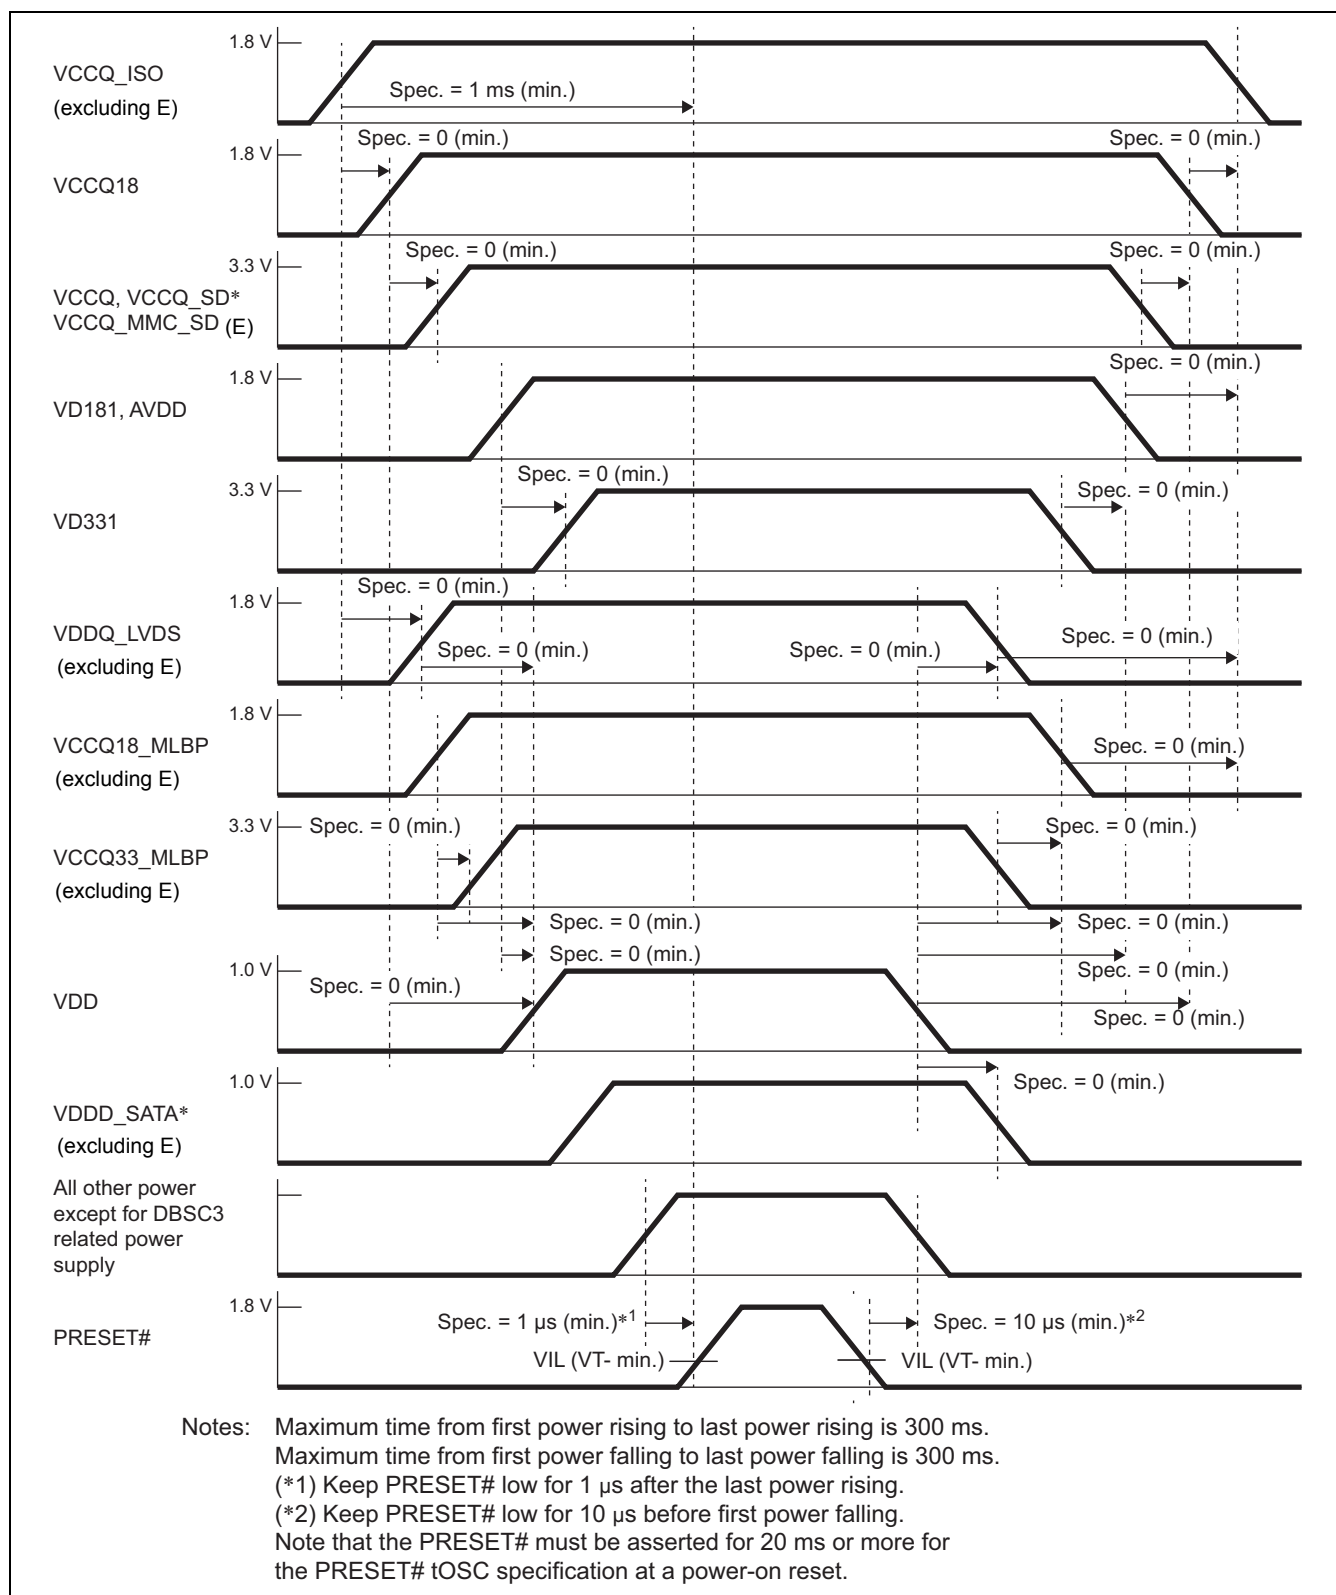 1.8 V
VCCQ_ISO
(excluding E)
Spec. = 1 ms (min.)
Spec. = 0 (min.)
Spec. = 0 (min.)
1.8 V
VCCQ18
Spec. = 0 (min.)
Spec. = 0 (min.)
3.3 V
VCCQ, VCCQ_SD*
VCCQ_MMC_SD (E)
Spec. = 0 (min.)
1.8 V
VD181, AVDD
Spec. = 0 (min.)
3.3 V
Spec. = 0 (min.)
VD331
Spec. = 0 (min.)
1.8 V
VDDQ_LVDS
(excluding E)
Spec. = 0 (min.)
Spec. = 0 (min.)
Spec. = 0 (min.)
1.8 V
VCCQ18_MLBP
(excluding E)
Spec. = 0 (min.)
3.3 V
Spec. = 0 (min.)
Spec. = 0 (min.)
VCCQ33_MLBP
(excluding E)
Spec. = 0 (min.)
Spec. = 0 (min.)
Spec. = 0 (min.)
1.0 V
Spec. = 0 (min.)
VDD
Spec. = 0 (min.)
Spec. = 0 (min.)
1.0 V
Spec. = 0 (min.)
VDDD_SATA*
(excluding E)
All other power
except for DBSC3
related power
supply
1.8 V
PRESET#
Spec. = 1 µs (min.)*1
Spec. = 10 µs (min.)*2
VIL (VT- min.)
VIL (VT- min.)
Notes: Maximum time from first power rising to last power rising is 300 ms.
Maximum time from first power falling to last power falling is 300 ms.
(*1) Keep PRESET# low for 1 µs after the last power rising.
(*2) Keep PRESET# low for 10 µs before first power falling.
Note that the PRESET# must be asserted for 20 ms or more for
the PRESET# tOSC specification at a power-on reset.